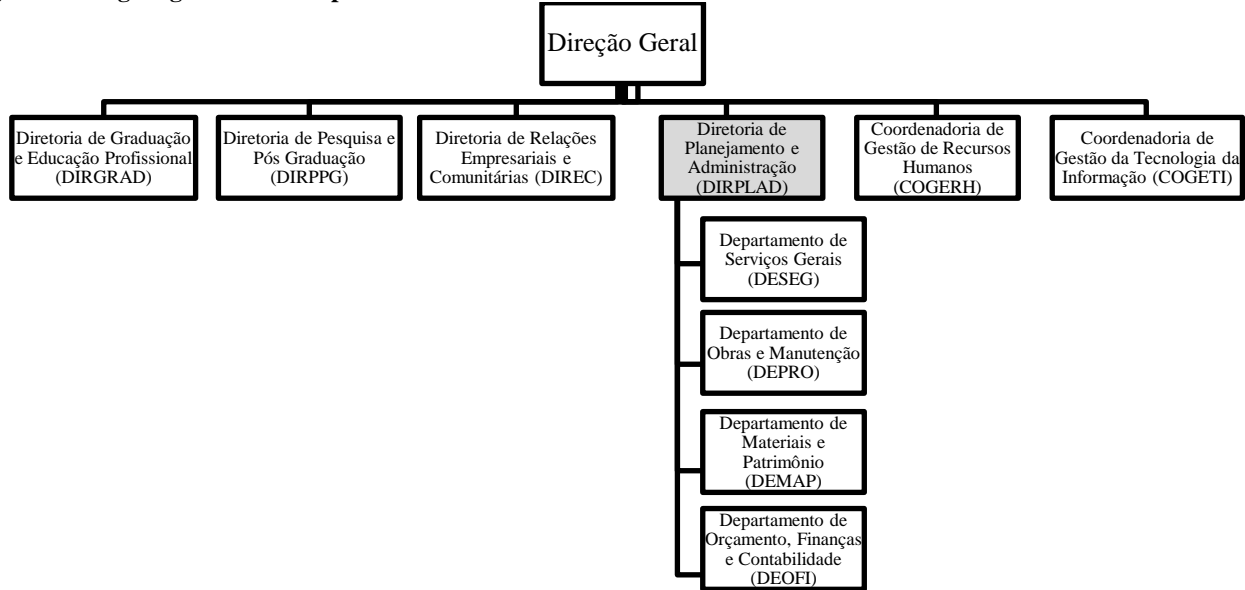 Direção Geral
Diretoria de Graduação
e Educação Profissional
(DIRGRAD)
Diretoria de Pesquisa e
Pós Graduação
(DIRPPG)
Diretoria de Relações
Empresariais e
Comunitárias (DIREC)
Diretoria de
Planejamento e
Administração
(DIRPLAD)
Coordenadoria de
Gestão de Recursos
Humanos
(COGERH)
Coordenadoria de
Gestão da Tecnologia da
Informação (COGETI)
Departamento de
Serviços Gerais
(DESEG)
Departamento de
Obras e Manutenção
(DEPRO)
Departamento de
Materiais e
Patrimônio
(DEMAP)
Departamento de
Orçamento, Finanças
e Contabilidade
(DEOFI)